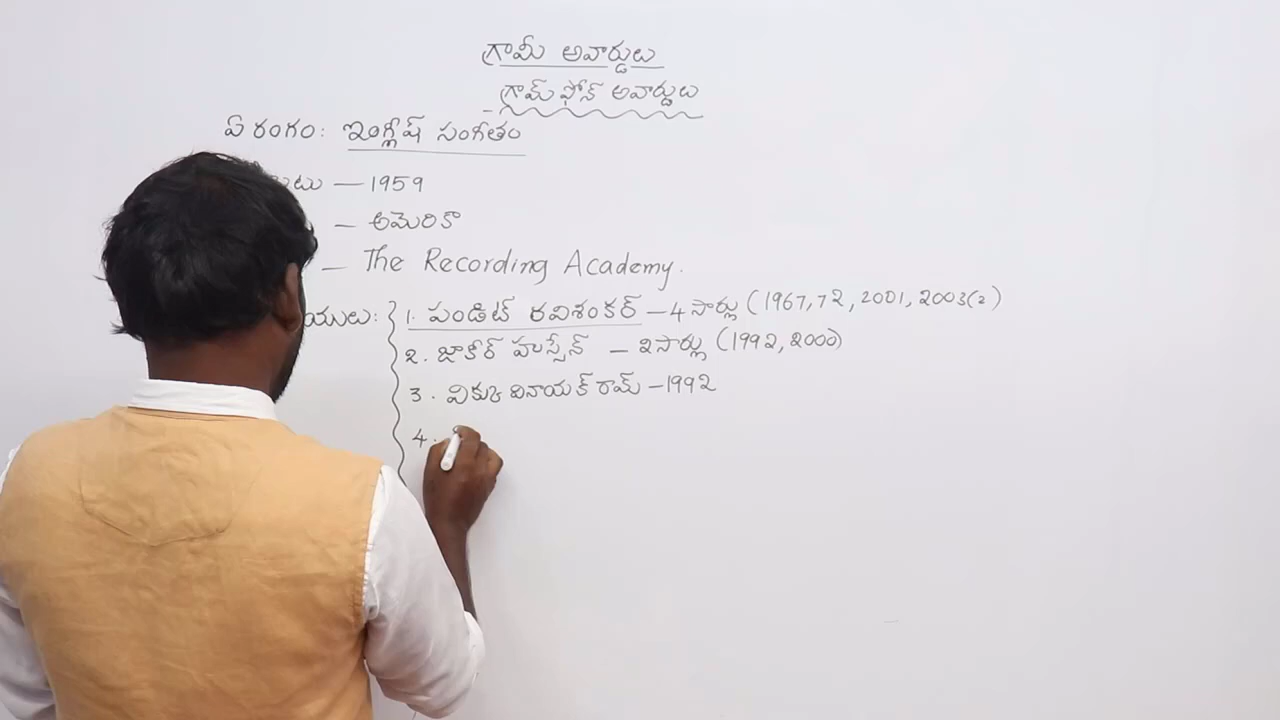 గ్రామీ అవార్డులు
గ్రామ్ ఫోన్ అవార్డులు
ఏ రంగం: ఇంగ్లీష్ సంగీతం
— 1959
— అమెరికా
— The Recording Academy.
1. పండిట్ రవిశంకర్ – 4 సార్లు (1967, 72, 2001, 2003(2)
2. జాకీర్ హుస్సేన్ – 2సార్లు (1992, 2000)
3. విక్కు వినాయక్ రామ్ – 1992
4.